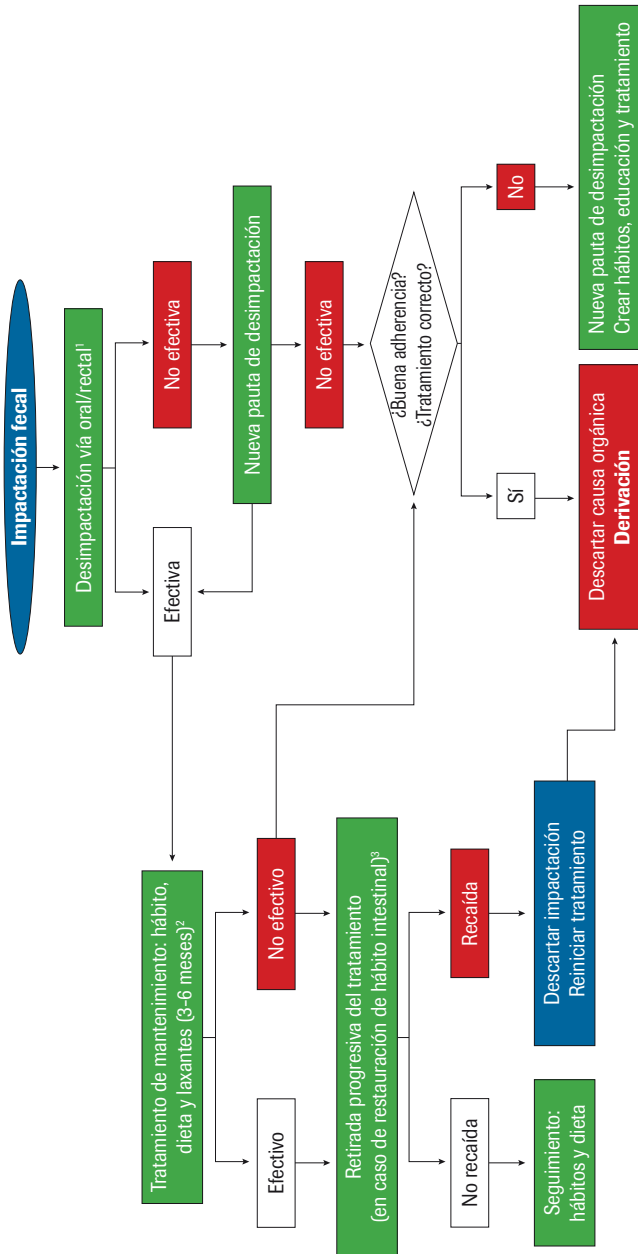 Impactación fecal
Desimpactación vía oral/rectal¹
Efectiva
No efectiva
Nueva pauta de desimpactación
No efectiva
¿Buena adherencia?
¿Tratamiento correcto?
Sí
No
Descartar causa orgánica
Derivación
Nueva pauta de desimpactación
Crear hábitos, educación y tratamiento
Tratamiento de mantenimiento: hábito,
dieta y laxantes (3-6 meses)²
Efectivo
No efectivo
Retirada progresiva del tratamiento
(en caso de restauración de hábito intestinal)³
No recaída
Recaída
Seguimiento:
hábitos y dieta
Descartar impactación
Reiniciar tratamiento